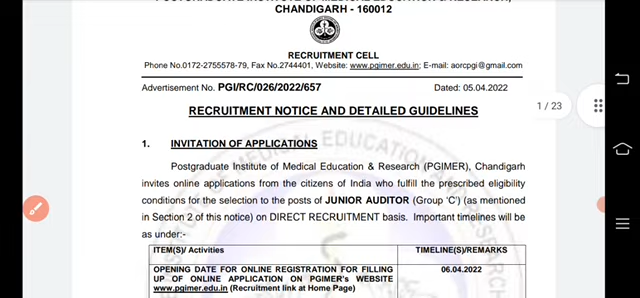 POSTGRADUATE INSTITUTE OF MEDICAL EDUCATION & RESEARCH,
CHANDIGARH - 160012
RECRUITMENT CELL
Phone No.0172-2755578-79, Fax No.2744401, Website: www.pgimer.edu.in; E-mail: aorcpgi@gmail.com
Advertisement No. PGI/RC/026/2022/657 Dated: 05.04.2022
1 / 23
RECRUITMENT NOTICE AND DETAILED GUIDELINES
1. INVITATION OF APPLICATIONS
Postgraduate Institute of Medical Education & Research (PGIMER), Chandigarh
invites online applications from the citizens of India who fulfill the prescribed eligibility
conditions for the selection to the posts of JUNIOR AUDITOR (Group ‘C’) (as mentioned
in Section 2 of this notice) on DIRECT RECRUITMENT basis. Important timelines will be
as under:-
ITEM(S)/ Activities TIMELINE(S)/REMARKS
OPENING DATE FOR ONLINE REGISTRATION FOR FILLING 06.04.2022
UP OF ONLINE APPLICATION ON PGIMER's WEBSITE
www.pgimer.edu.in (Recruitment link at Home Page)